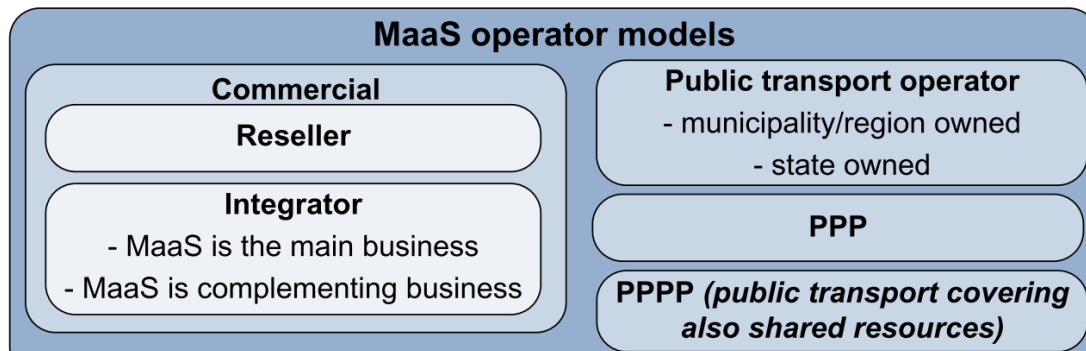 MaaS operator models
Commercial
Reseller
Integrator
- MaaS is the main business
- MaaS is complementing business
Public transport operator
- municipality/region owned
- state owned
PPP
PPPP (public transport covering
also shared resources)